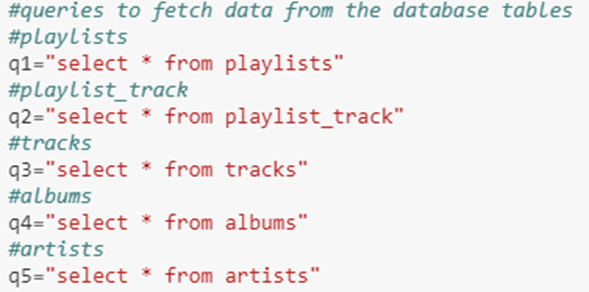 #queries to fetch data from the database tables
#playlists
q1="select * from playlists"
#playlist_track
q2="select * from playlist_track"
#tracks
q3="select * from tracks"
#albums
q4="select * from albums"
#artists
q5="select * from artists"